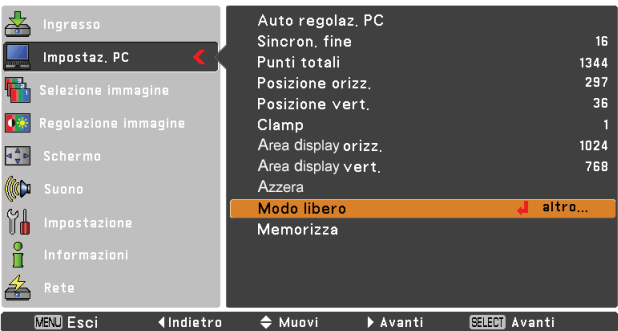 Ingresso
Impostaz. PC
Selezione immagine
Regolazione immagine
Schermo
Suono
Impostazione
Informazioni
Rete
Auto regolaz. PC
Sincron. fine 16
Punti totali 1344
Posizione orizz. 297
Posizione vert. 36
Clamp 1
Area display orizz. 1024
Area display vert. 768
Azzera
Modo libero altro...
Memorizza
MENU Esci Indietro Muovi Avanti SELECT Avanti